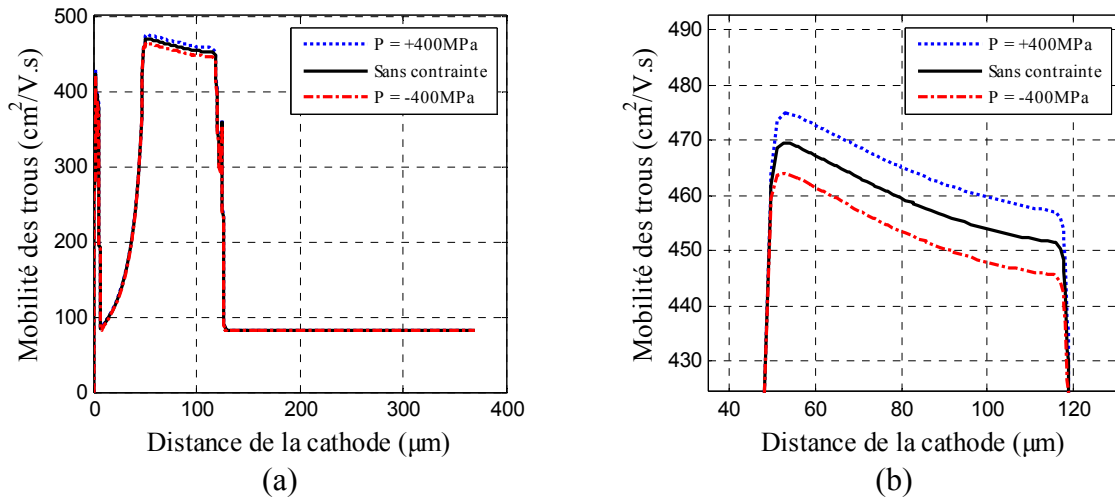 500
400
300
200
100
0
Mobilité des trous (cm²/V.s)
P = +400MPa
Sans contrainte
P = -400MPa
0
100
200
300
400
Distance de la cathode (µm)
(a)
490
480
470
460
450
440
430
Mobilité des trous (cm²/V.s)
P = +400MPa
Sans contrainte
P = -400MPa
40
60
80
100
120
Distance de la cathode (µm)
(b)